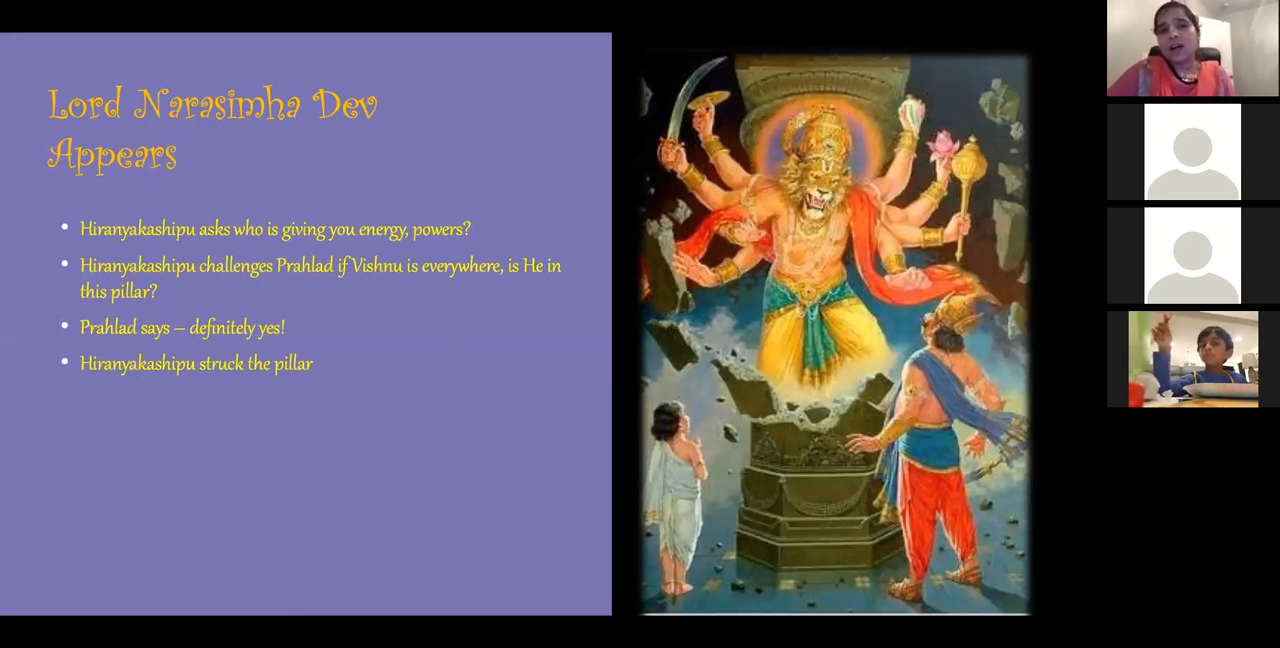 Lord Narasimha Dev
Appears
• Hiranyakashipu asks who is giving you energy, powers?
• Hiranyakashipu challenges Prahlad if Vishnu is everywhere, is He in
this pillar?
• Prahlad says – definitely yes!
• Hiranyakashipu struck the pillar